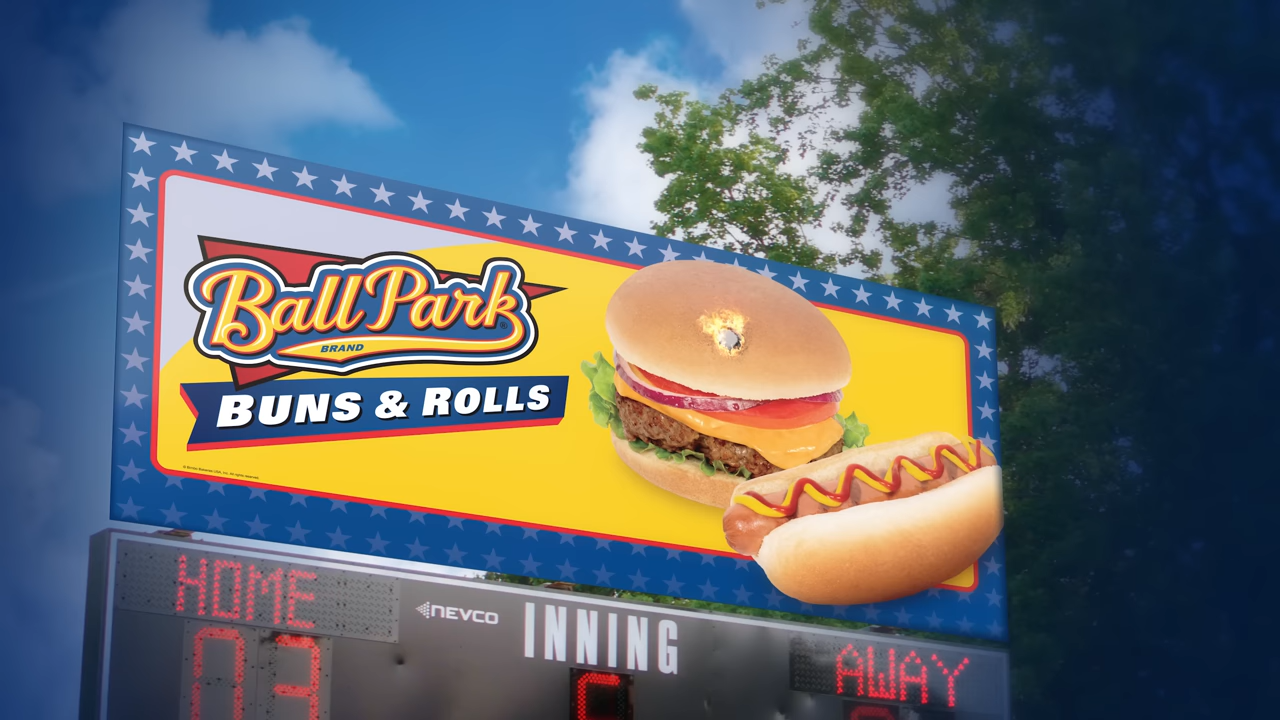 Ball Park
BRAND
BUNS & ROLLS
HOME
NEVCO
INNING
AWAY
03